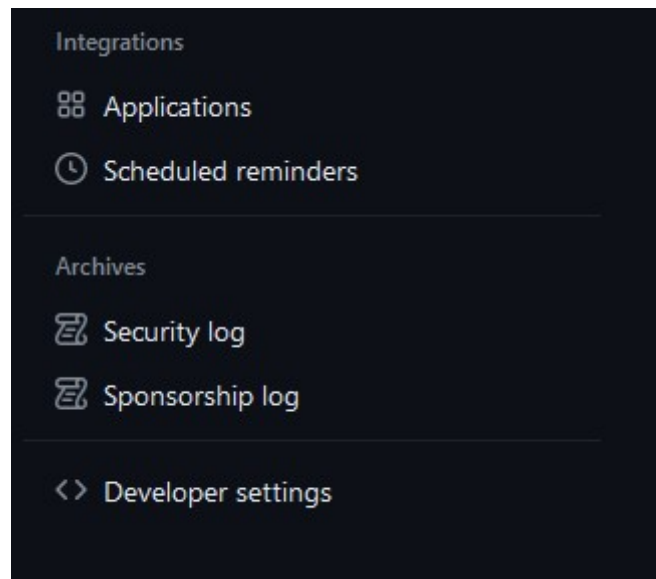 Integrations
Applications
Scheduled reminders
Archives
Security log
Sponsorship log
Developer settings